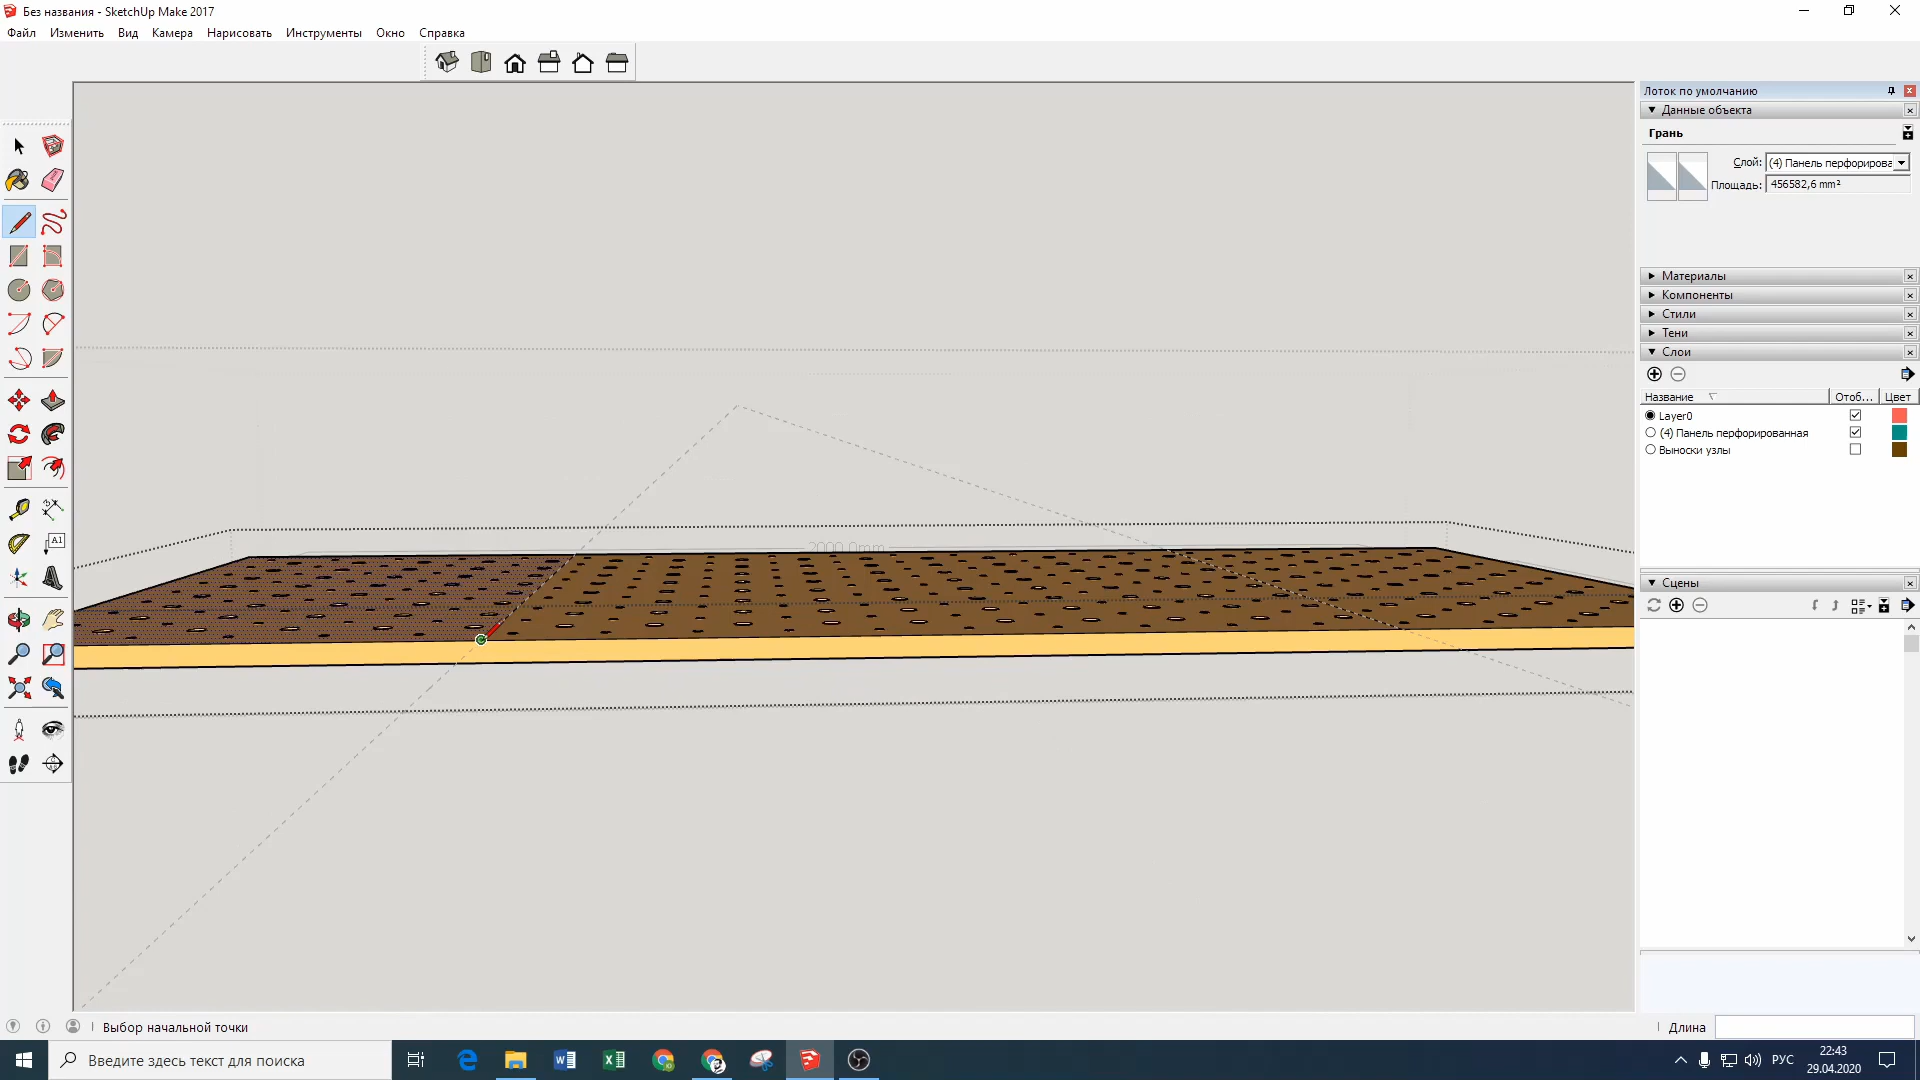 Без названия - SketchUp Make 2017
Файл Изменить Вид Камера Нарисовать Инструменты Окно Справка
Лоток по умолчанию
Данные объекта
Грань
Слой: (4) Панель перфорирова
Площадь: 456582,6 mm²
Материалы
Компоненты
Стили
Тени
Слои
Название Отоб... Цвет
Layer0
(4) Панель перфорированная
Выноски узлы
2000,0mm
Сцены
A1
Выбор начальной точки
Длина
Введите здесь текст для поиска
РУС
22:43
29.04.2020